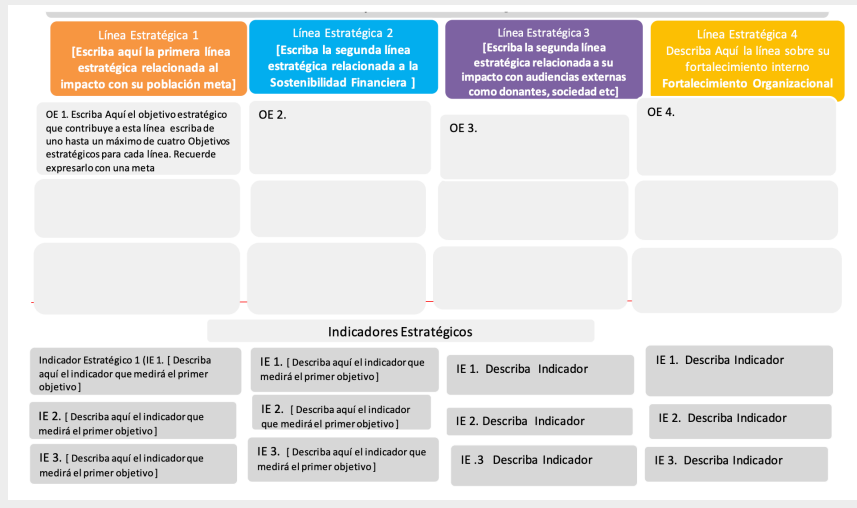 Línea Estratégica 1
[Escriba aquí la primera línea
estratégica relacionada al
impacto con su población meta]
Línea Estratégica 2
[Escriba la segunda línea
estratégica relacionada a la
Sostenibilidad Financiera ]
Línea Estratégica 3
[Escriba la segunda línea
estratégica relacionada a su
impacto con audiencias externas
como donantes, sociedad etc]
Línea Estratégica 4
Describa Aquí la línea sobre su
fortalecimiento interno
Fortalecimiento Organizacional
OE 1. Escriba Aquí el objetivo estratégico
que contribuye a esta línea escriba de
uno hasta un máximo de cuatro Objetivos
estratégicos para cada línea. Recuerde
expresarlo con una meta
OE 2.
OE 3.
OE 4.
Indicadores Estratégicos
Indicador Estratégico 1 (IE 1. [ Describa
aquí el indicador que medirá el primer
objetivo ]
IE 1. [ Describa aquí el indicador que
medirá el primer objetivo ]
IE 1. Describa Indicador
IE 1. Describa Indicador
IE 2. [ Describa aquí el indicador que
medirá el primer objetivo ]
IE 2. [ Describa aquí el indicador
que medirá el primer objetivo ]
IE 2. Describa Indicador
IE 2. Describa Indicador
IE 3. [ Describa aquí el indicador que
medirá el primer objetivo ]
IE 3. [ Describa aquí el indicador que
medirá el primer objetivo ]
IE .3 Describa Indicador
IE 3. Describa Indicador